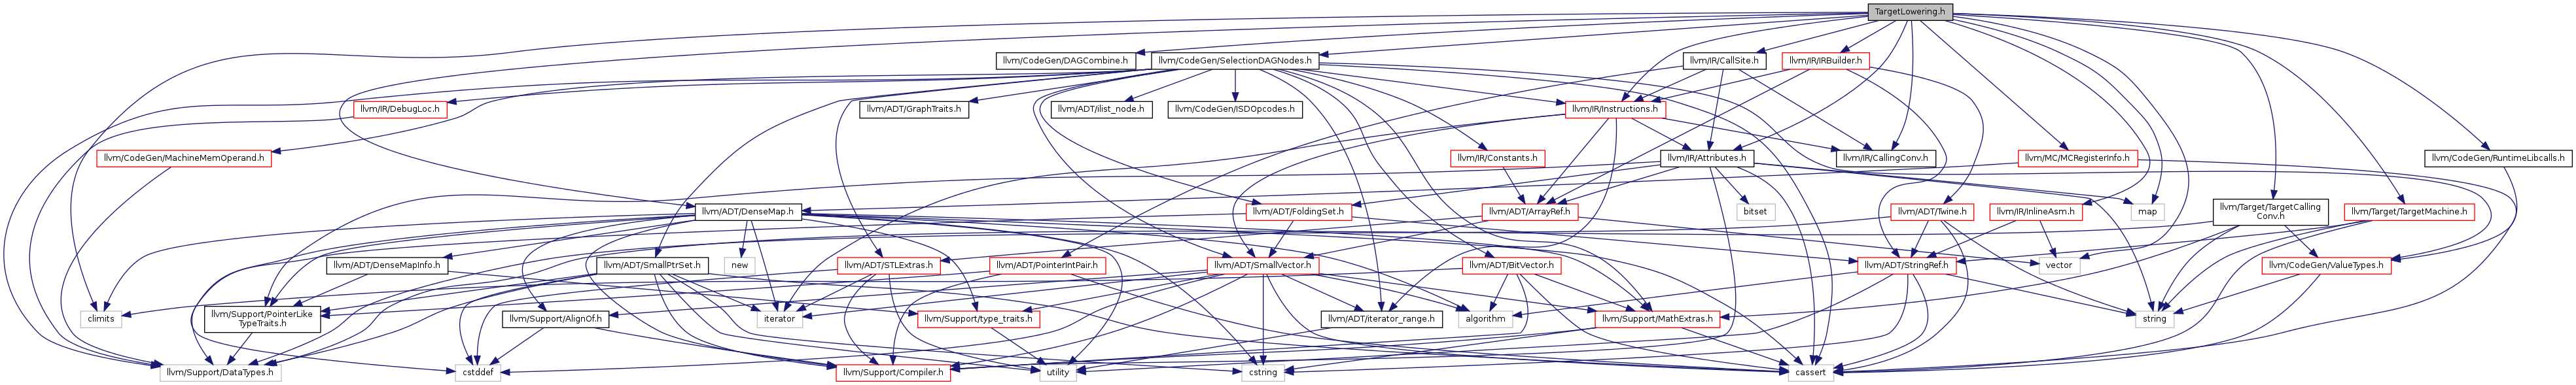 TargetLowering.h
llvm/CodeGen/DAGCombine.h
llvm/CodeGen/SelectionDAGNodes.h
llvm/IR/CallSite.h
llvm/IR/IRBuilder.h
llvm/IR/DebugLoc.h
llvm/ADT/GraphTraits.h
llvm/ADT/ilist_node.h
llvm/CodeGen/ISDOpcodes.h
llvm/IR/Instructions.h
llvm/CodeGen/MachineMemOperand.h
llvm/IR/Constants.h
llvm/IR/Attributes.h
llvm/IR/CallingConv.h
llvm/MC/MCRegisterInfo.h
llvm/CodeGen/RuntimeLibcalls.h
llvm/ADT/DenseMap.h
llvm/ADT/FoldingSet.h
llvm/ADT/ArrayRef.h
bitset
llvm/ADT/Twine.h
llvm/IR/InlineAsm.h
map
llvm/Target/TargetCalling
Conv.h
llvm/Target/TargetMachine.h
llvm/ADT/DenseMapInfo.h
llvm/ADT/SmallPtrSet.h
new
llvm/ADT/STLExtras.h
llvm/ADT/PointerIntPair.h
llvm/ADT/SmallVector.h
llvm/ADT/BitVector.h
llvm/ADT/StringRef.h
vector
llvm/CodeGen/ValueTypes.h
climits
llvm/Support/PointerLike
TypeTraits.h
llvm/Support/AlignOf.h
iterator
llvm/Support/type_traits.h
llvm/ADT/iterator_range.h
algorithm
llvm/Support/MathExtras.h
string
llvm/Support/DataTypes.h
cstddef
llvm/Support/Compiler.h
utility
cstring
cassert